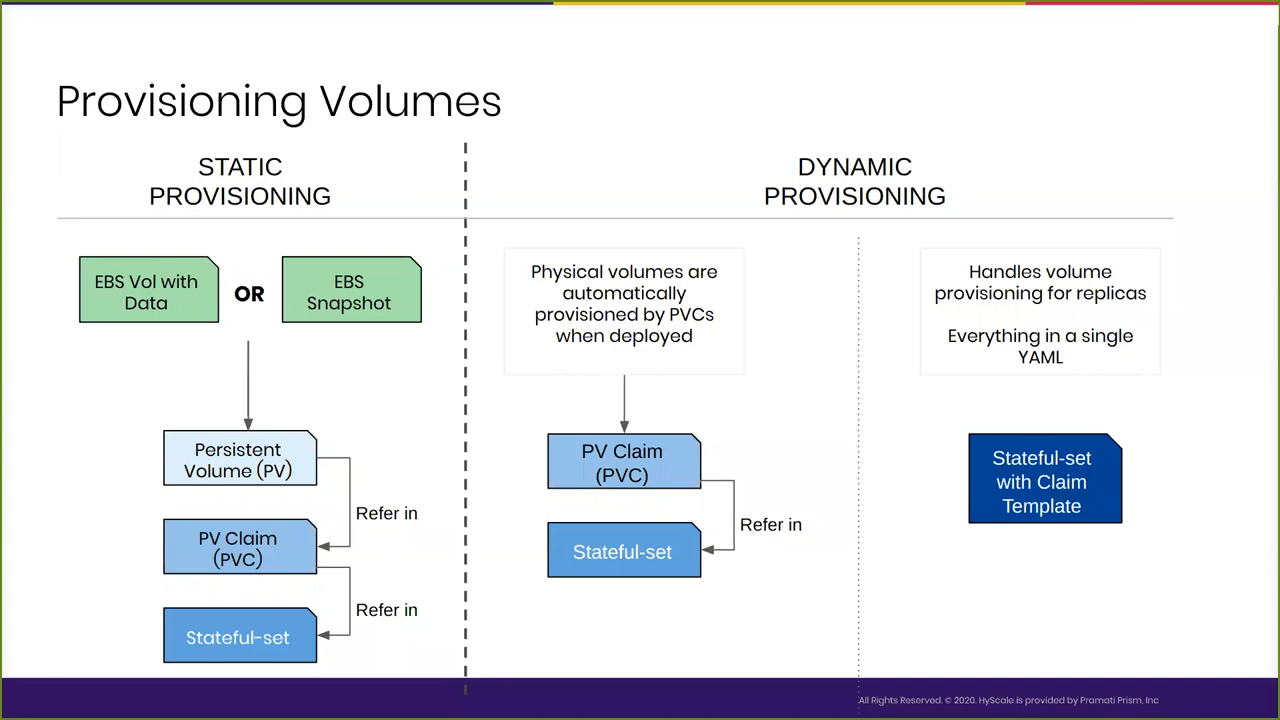 Provisioning Volumes
STATIC
PROVISIONING
DYNAMIC
PROVISIONING
EBS Vol with
Data
OR
EBS
Snapshot
Persistent
Volume (PV)
Refer in
PV Claim
(PVC)
Refer in
Stateful-set
Physical volumes are
automatically
provisioned by PVCs
when deployed
PV Claim
(PVC)
Refer in
Stateful-set
Handles volume
provisioning for replicas
Everything in a single
YAML
Stateful-set
with Claim
Template
All Rights Reserved. © 2020. HyScale is provided by Pramati Prism, Inc